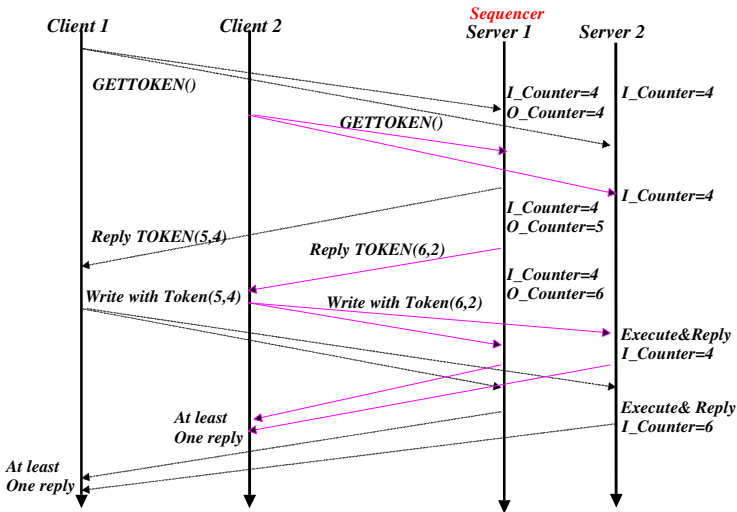 Sequencer
Client 1
Client 2
Server 1
Server 2
GETTOKEN()
I_Counter=4
O_Counter=4
I_Counter=4
GETTOKEN()
I_Counter=4
I_Counter=4
O_Counter=5
Reply TOKEN(5,4)
Reply TOKEN(6,2)
I_Counter=4
O_Counter=6
Write with Token(5,4)
Write with Token(6,2)
Execute&Reply
I_Counter=4
At least
One reply
Execute& Reply
I_Counter=6
At least
One reply